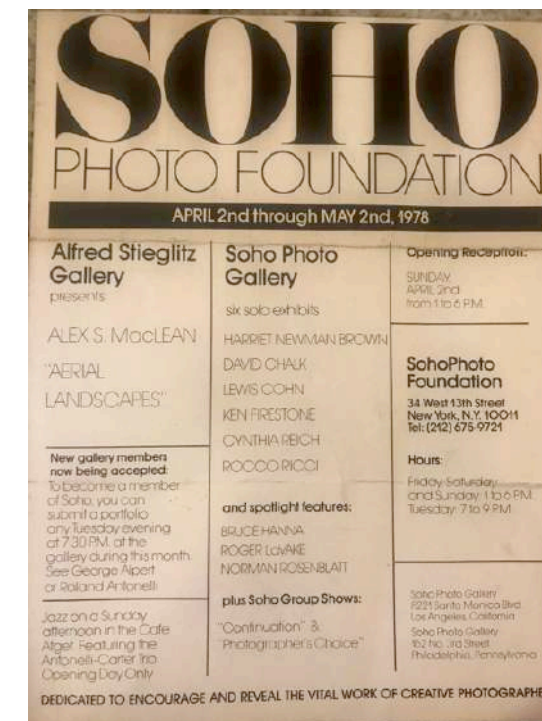 SOHO
PHOTO FOUNDATION
APRIL 2nd through MAY 2nd, 1978
Alfred Stieglitz
Gallery
presents
ALEX S. MacLEAN
"AERIAL
LANDSCAPES"
New gallery members
now being accepted:
To become a member
of Soho, you can
submit a portfolio
any Tuesday evening
at 7:30 P.M. at the
gallery during this month.
See George Alpert
or Roland Antonelli
Jazz on a Sunday
afternoon in the Cafe
Atget. Featuring the
Antonelli-Carter Trio
Opening Day Only
Soho Photo
Gallery
six solo exhibits
HARRIET NEWMAN BROWN
DAVID CHALK
LEWIS COHN
KEN FIRESTONE
CYNTHIA REICH
ROCCO RICCI
and spotlight features:
BRUCE HANNA
ROGER LaVAKE
NORMAN ROSENBLATT
plus Soho Group Shows:
"Continuation" &
"Photographer's Choice"
Opening Reception:
SUNDAY
APRIL 2nd
from 1 to 6 P.M.
SohoPhoto
Foundation
34 West 13th Street
New York, N.Y. 10011
Tel: (212) 675-9721
Hours:
Friday, Saturday
and Sunday: 1 to 6 P.M.
Tuesday: 7 to 9 P.M.
Soho Photo Gallery
8221 Santa Monica Blvd.
Los Angeles, California
Soho Photo Gallery
162 No. 3rd Street
Philadelphia, Pennsylvania
DEDICATED TO ENCOURAGE AND REVEAL THE VITAL WORK OF CREATIVE PHOTOGRAPHE